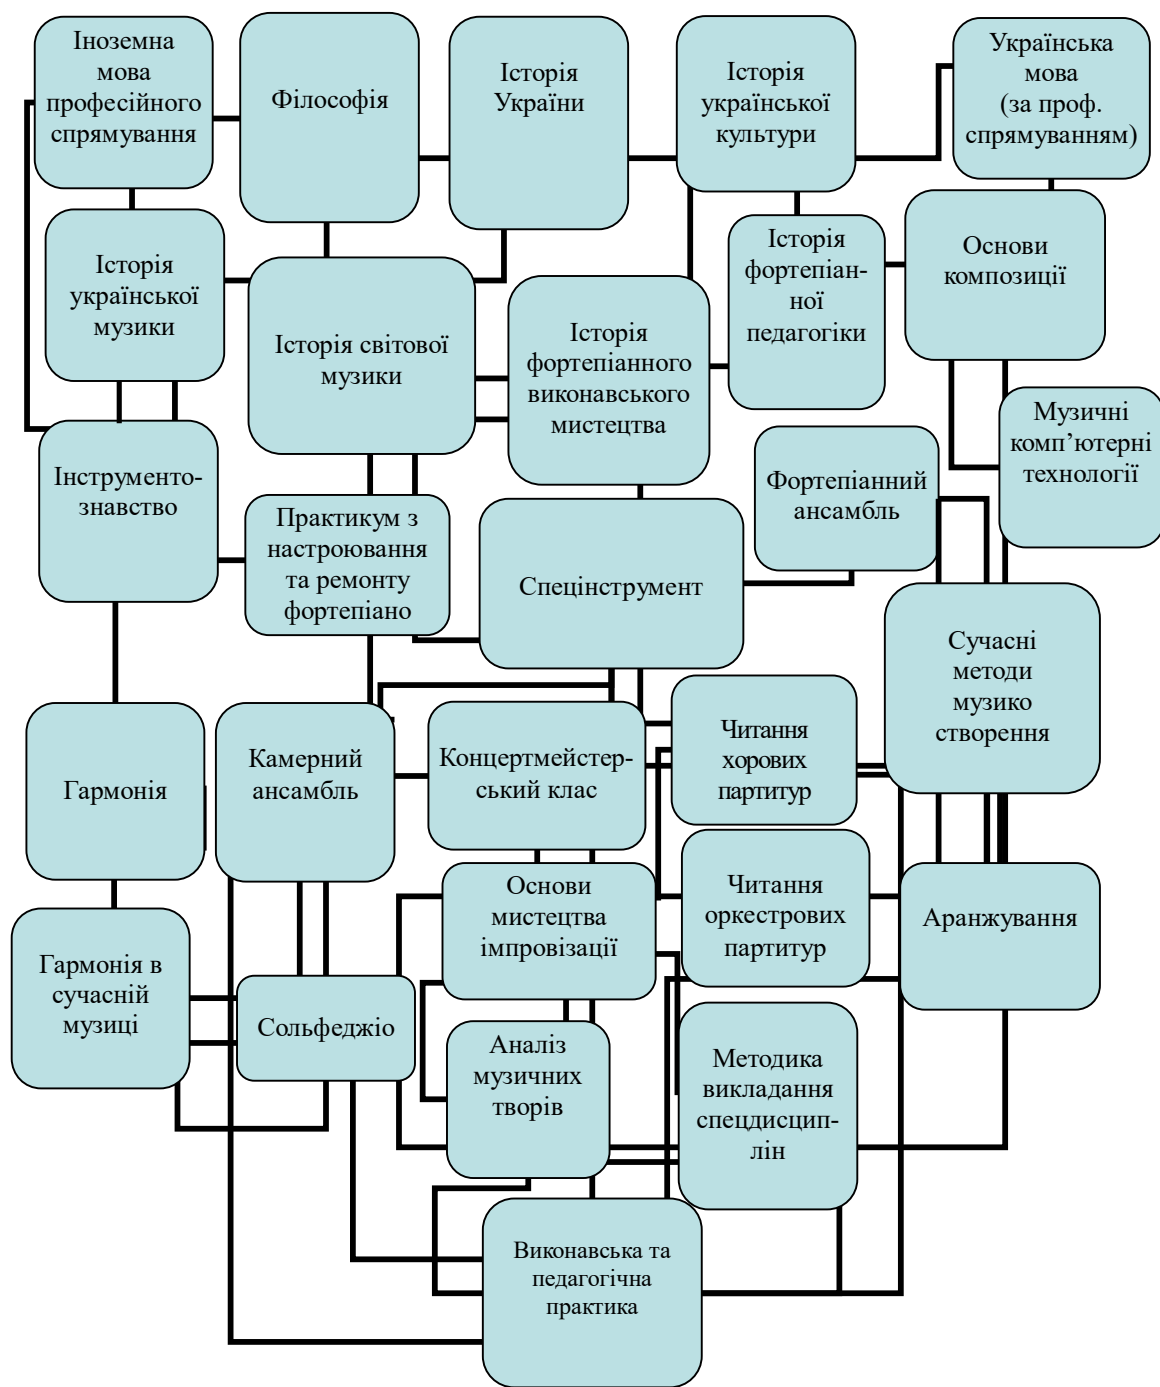 Іноземна
мова
професійного
спрямування
Філософія
Історія
України
Історія
української
культури
Українська
мова
(за проф.
спрямуванням)
Історія
української
музики
Історія світової
музики
Історія
фортепіанного
виконавського
мистецтва
Історія
фортепіан-
ної
педагогіки
Основи
композиції
Музичні
комп’ютерні
технології
Інструменто-
знавство
Практикум з
настроювання
та ремонту
фортепіано
Спецінструмент
Фортепіанний
ансамбль
Сучасні
методи
музико
створення
Гармонія
Камерний
ансамбль
Концертмейстер-
ський клас
Читання
хорових
партитур
Основи
мистецтва
імпровізації
Читання
оркестрових
партитур
Аранжування
Гармонія в
сучасній
музиці
Сольфеджіо
Аналіз
музичних
творів
Методика
викладання
спецдисцип-
лін
Виконавська та
педагогічна
практика